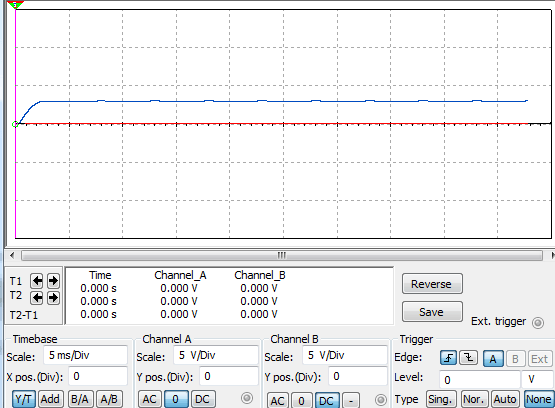 Time Channel_A Channel_B
T1 0.000 s 0.000 V 0.000 V Reverse
T2 0.000 s 0.000 V 0.000 V
T2-T1 0.000 s 0.000 V 0.000 V Save
Ext. trigger
Timebase Channel A Channel B Trigger
Scale: 5 ms/Div Scale: 5 V/Div Scale: 5 V/Div Edge: A B Ext
X pos.(Div): 0 Y pos.(Div): 0 Y pos.(Div): 0 Level: 0 V
Y/T Add B/A A/B AC 0 DC AC 0 DC - Type Sing. Nor. Auto None